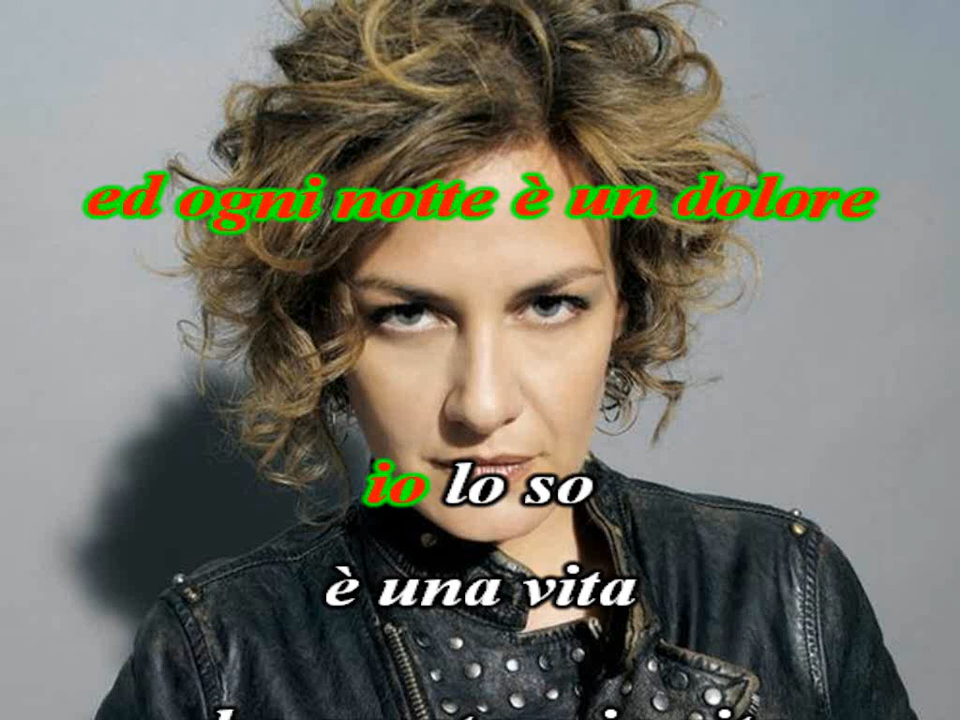 ed ogni notte è un dolore
io lo so
è una vita